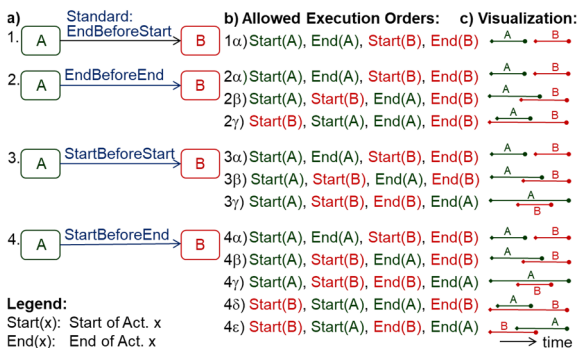 a) Standard: b) Allowed Execution Orders: c) Visualization:
1. A EndBeforeStart B 1α) Start(A), End(A), Start(B), End(B) A B
2. A EndBeforeEnd B 2α) Start(A), End(A), Start(B), End(B) A B
2β) Start(A), Start(B), End(A), End(B) A B
2γ) Start(B), Start(A), End(A), End(B) A B
3. A StartBeforeStart B 3α) Start(A), End(A), Start(B), End(B) A B
3β) Start(A), Start(B), End(A), End(B) A B
3γ) Start(A), Start(B), End(B), End(A) A B
4. A StartBeforeEnd B 4α) Start(A), End(A), Start(B), End(B) A B
4β) Start(A), Start(B), End(A), End(B) A B
4γ) Start(A), Start(B), End(B), End(A) A B
4δ) Start(B), Start(A), End(A), End(B) A B
4ε) Start(B), Start(A), End(B), End(A) B A
time
Legend:
Start(x): Start of Act. x
End(x): End of Act. x